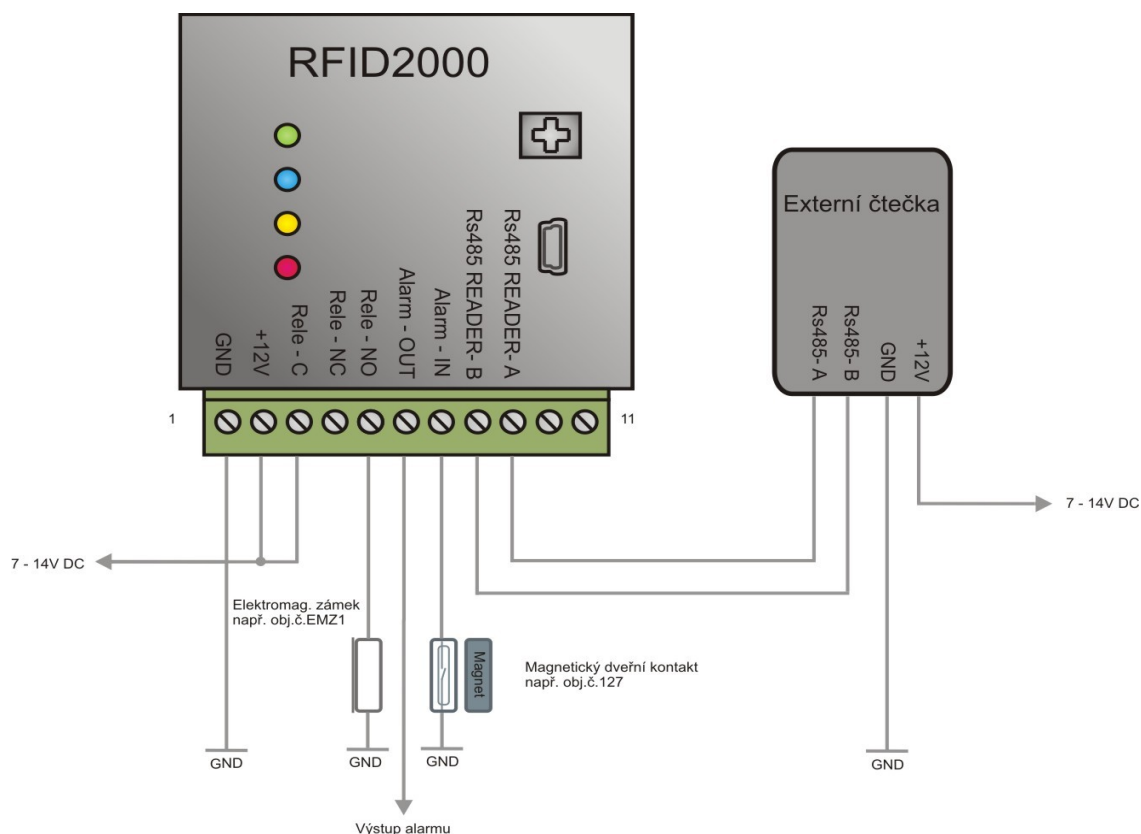 RFID2000
GND
+12V
Rele - C
Rele - NC
Rele - NO
Alarm - OUT
Alarm - IN
Rs485 READER- B
Rs485 READER- A
1
11
Externí čtečka
Rs485- A
Rs485- B
GND
+12V
7 - 14V DC
7 - 14V DC
Elektromag. zámek
např. obj.č.EMZ1
Magnet
Magnetický dveřní kontakt
např. obj.č.127
GND
GND
GND
GND
Výstup alarmu